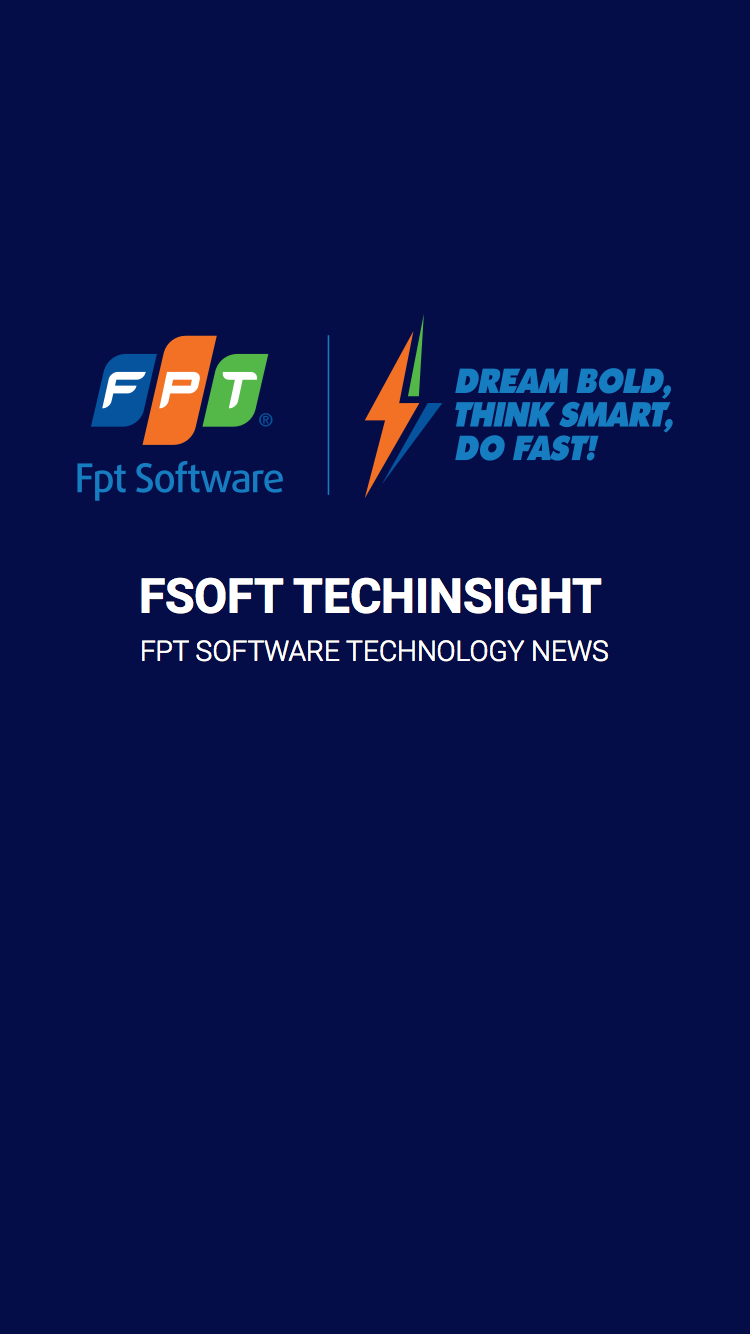 FPT®
Fpt Software
DREAM BOLD,
THINK SMART,
DO FAST!
FSOFT TECHINSIGHT
FPT SOFTWARE TECHNOLOGY NEWS